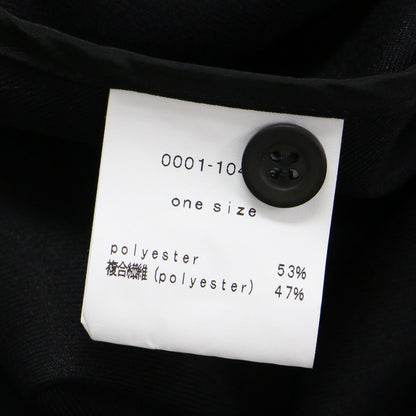 0001-104
one size
polyester 53%
複合繊維 (polyester) 47%